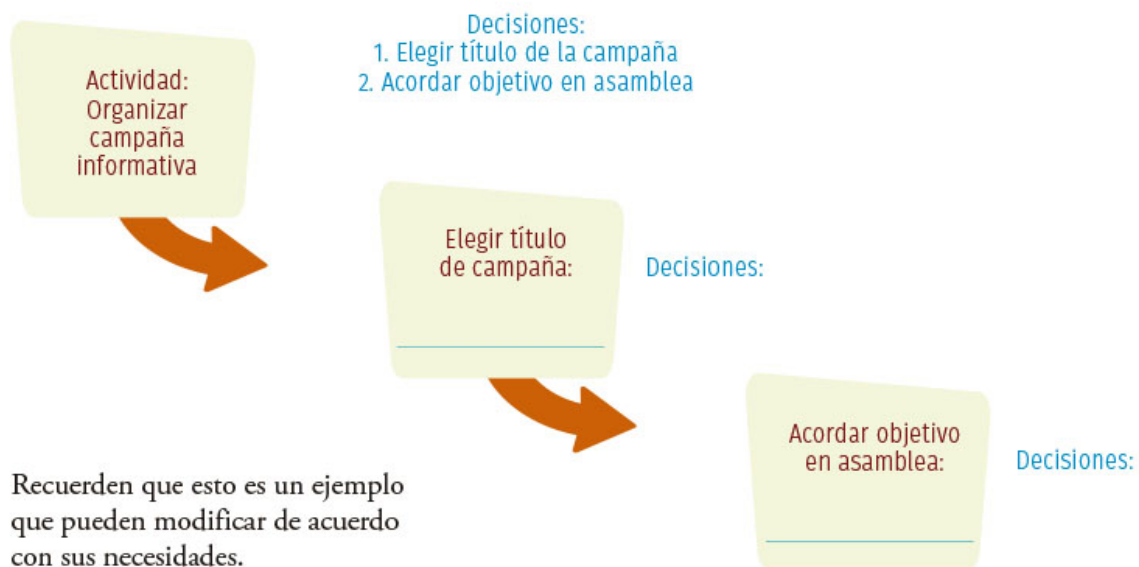 Decisiones:
1. Elegir título de la campaña
2. Acordar objetivo en asamblea
Actividad:
Organizar
campaña
informativa
Elegir título
de campaña:
Decisiones:
Acordar objetivo
en asamblea:
Decisiones:
Recuerden que esto es un ejemplo
que pueden modificar de acuerdo
con sus necesidades.